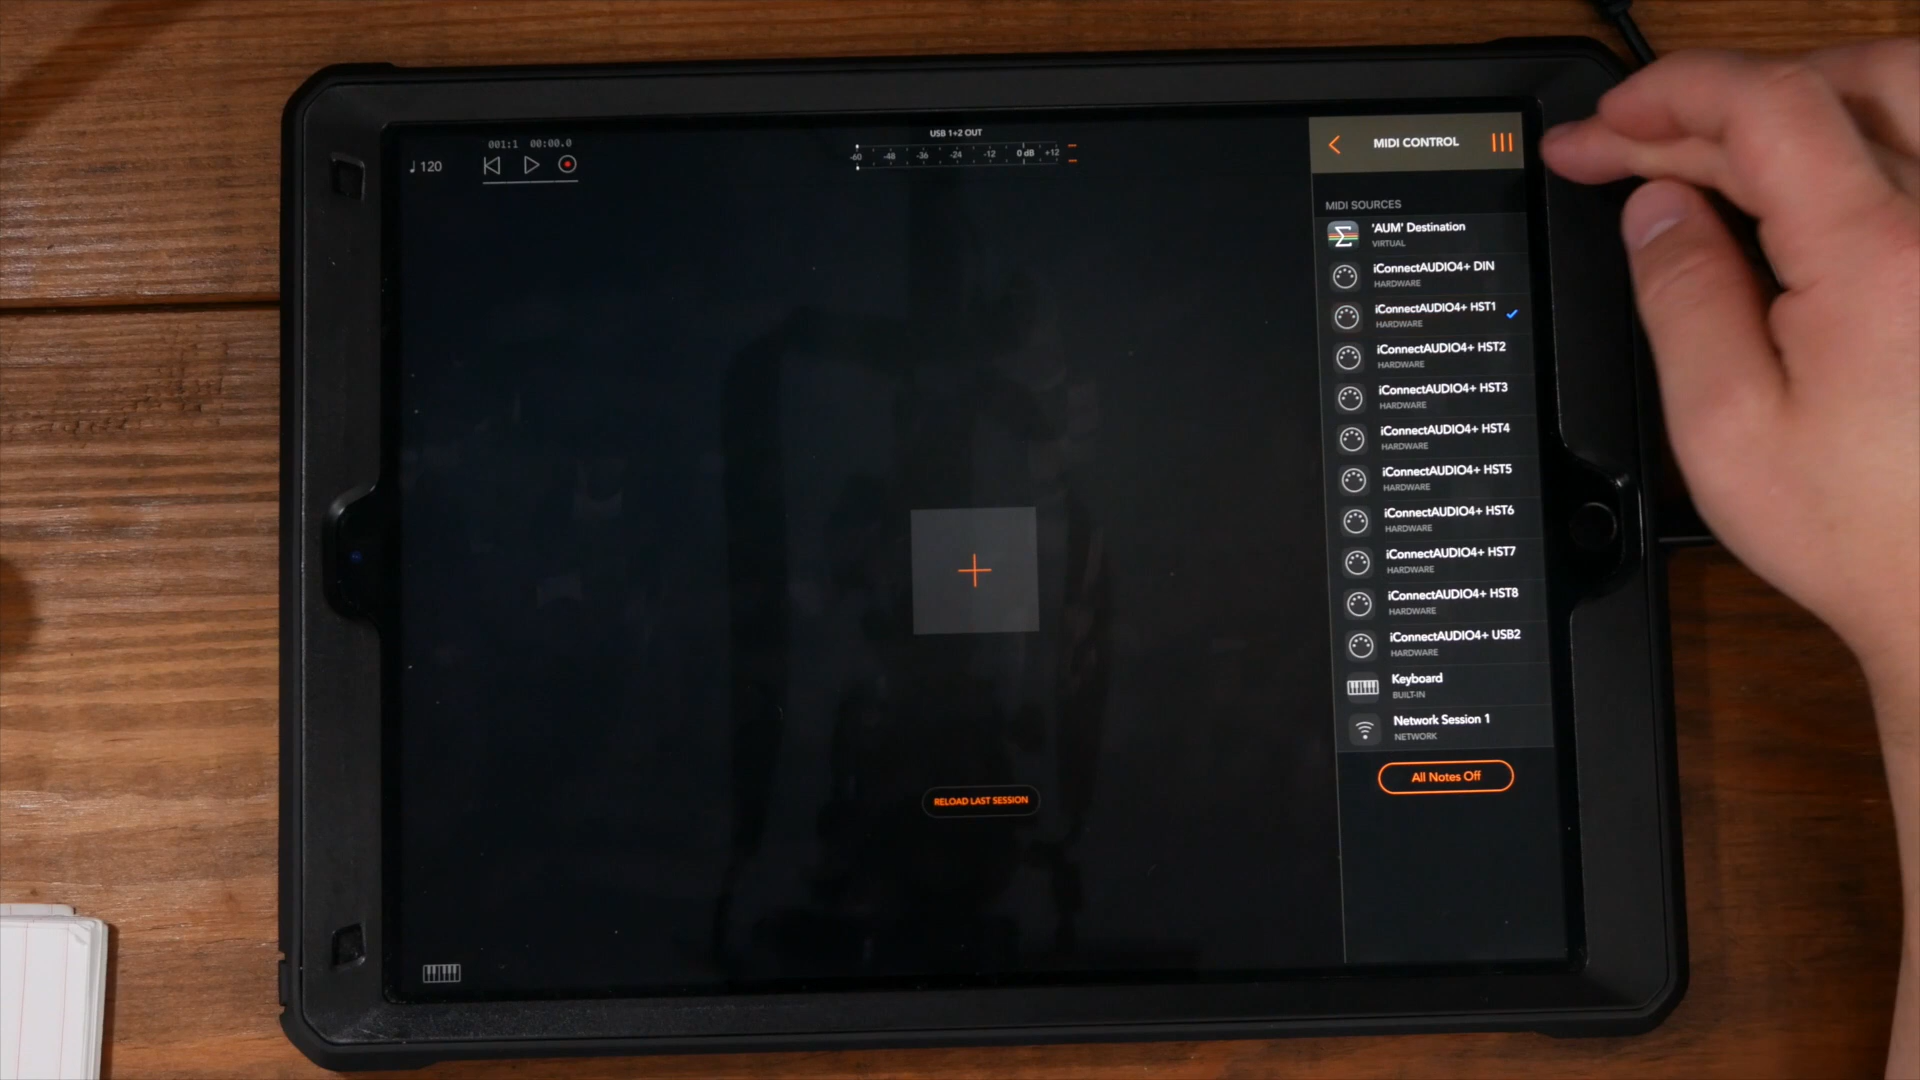 001:1 00:00.0
120
USB 1+2 OUT
-60 -48 -36 -24 -12 0 dB +12
MIDI CONTROL
MIDI SOURCES
'AUM' Destination
VIRTUAL
iConnectAUDIO4+ DIN
HARDWARE
iConnectAUDIO4+ HST1
HARDWARE
iConnectAUDIO4+ HST2
HARDWARE
iConnectAUDIO4+ HST3
HARDWARE
iConnectAUDIO4+ HST4
HARDWARE
iConnectAUDIO4+ HST5
HARDWARE
iConnectAUDIO4+ HST6
HARDWARE
iConnectAUDIO4+ HST7
HARDWARE
iConnectAUDIO4+ HST8
HARDWARE
iConnectAUDIO4+ USB2
HARDWARE
Keyboard
BUILT-IN
Network Session 1
NETWORK
All Notes Off
RELOAD LAST SESSION